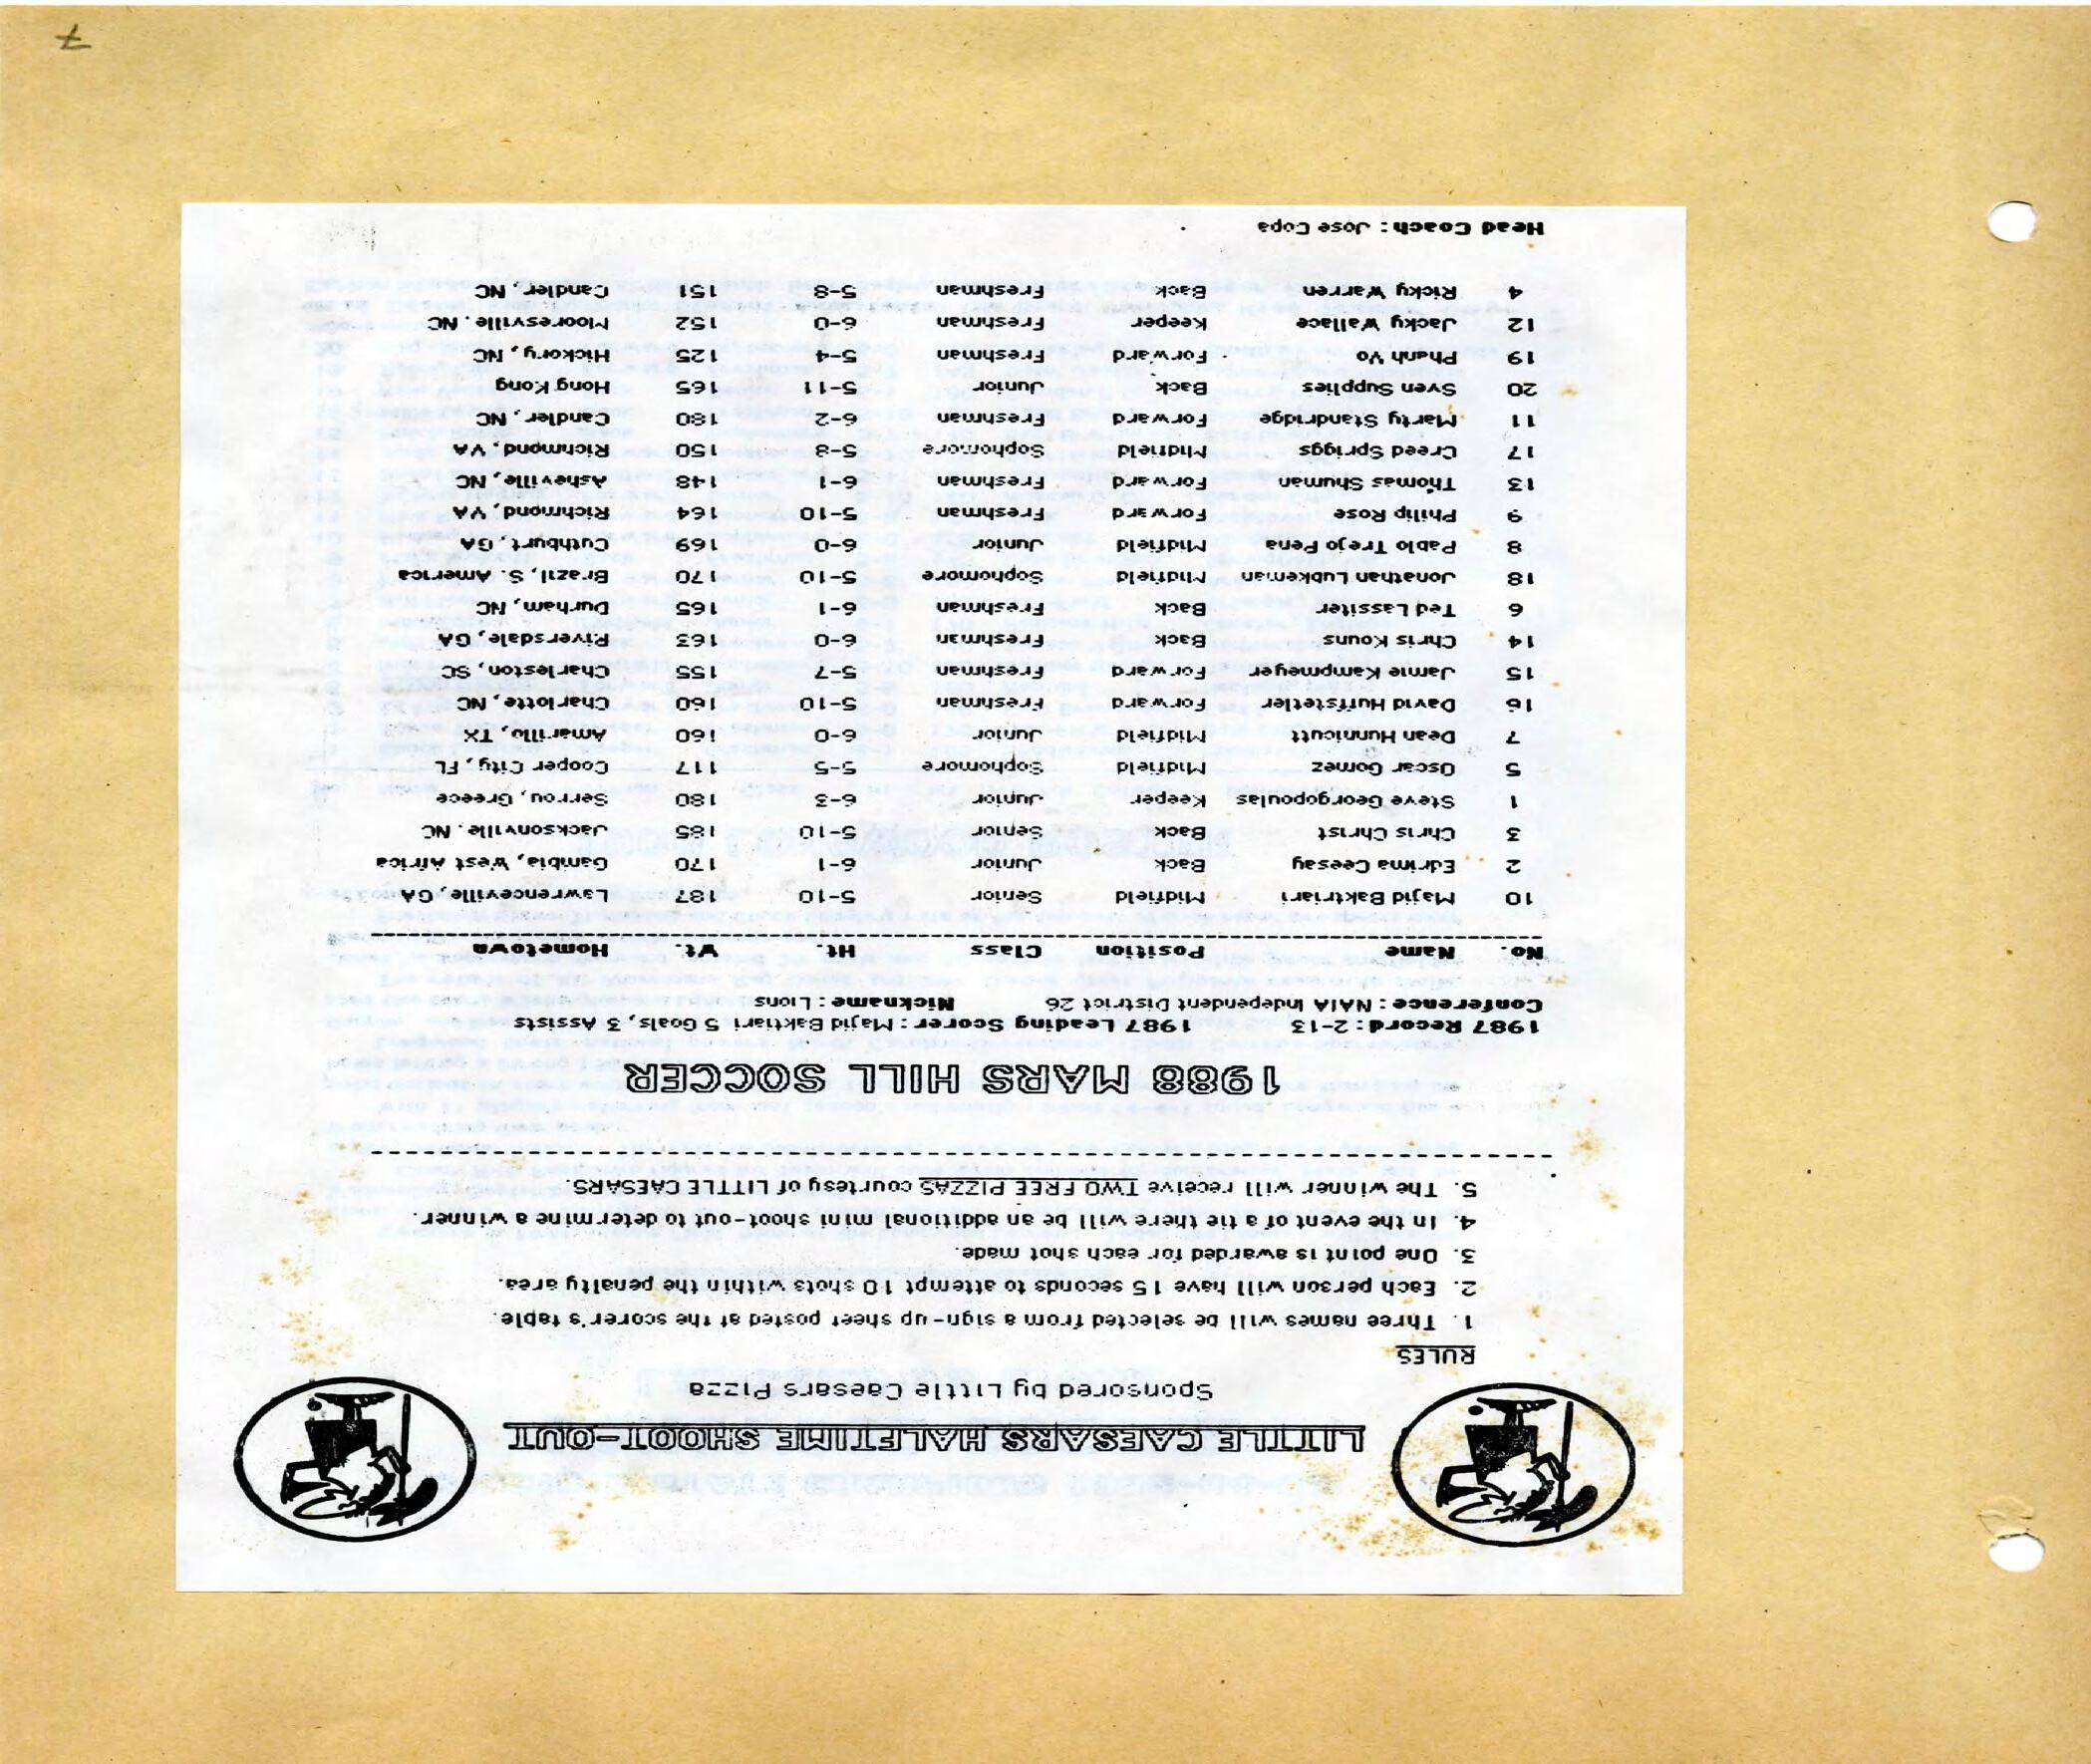 LITTLE CAESARS HALFTIME SHOOT-OUT
Sponsored by Little Caesars Pizza
RULES
1. Three names will be selected from a sign-up sheet posted at the scorer's table.
2. Each person will have 15 seconds to attempt 10 shots within the penalty area.
3. One point is awarded for each shot made.
4. In the event of a tie there will be an additional mini shoot-out to determine a winner.
5. The winner will receive TWO FREE PIZZAS courtesy of LITTLE CAESARS.
1988 MARS HILL SOCCER
1987 Record: 2-13 1987 Leading Scorer: Majid Baktiari 5 Goals, 3 Assists
Conference: NAIA Independent District 26 Nickname: Lions
No. Name Position Class Ht. Wt. Hometown
10 Majid Baktriari Midfield Senior 5-10 187 Lawrenceville, GA
2 Edrima Ceesay Back Junior 6-1 170 Gambia, West Africa
3 Chris Christ Back Senior 5-10 185 Jacksonville, NC
1 Steve Georgopoulas Keeper Junior 6-3 180 Serrou, Greece
5 Oscar Gomez Midfield Sophomore 5-5 117 Cooper City, FL
7 Dean Hunnicutt Midfield Junior 6-0 160 Amarillo, TX
16 David Huffstetler Forward Freshman 5-10 160 Charlotte, NC
15 Jamie Kampmeyer Forward Freshman 5-7 155 Charleston, SC
14 Chris Kouns Back Freshman 6-0 163 Riversdale, GA
6 Ted Lassiter Back Freshman 6-1 165 Durham, NC
18 Jonathan Lubkeman Midfield Sophomore 5-10 170 Brazil, S. America
8 Pablo Trejo Pena Midfield Junior 6-0 169 Cuthburt, GA
9 Philip Rose Forward Freshman 5-10 164 Richmond, VA
13 Thomas Shuman Forward Freshman 6-1 148 Asheville, NC
17 Creed Spriggs Midfield Sophomore 5-8 150 Richmond, VA
11 Marty Standridge Forward Freshman 6-2 180 Candler, NC
20 Sven Supplies Back Junior 5-11 165 Hong Kong
19 Phanh Vo Forward Freshman 5-4 125 Hickory, NC
12 Jacky Wallace Keeper Freshman 6-0 152 Mooresville, NC
4 Ricky Warren Back Freshman 5-8 151 Candler, NC
Head Coach: Jose Copa
7